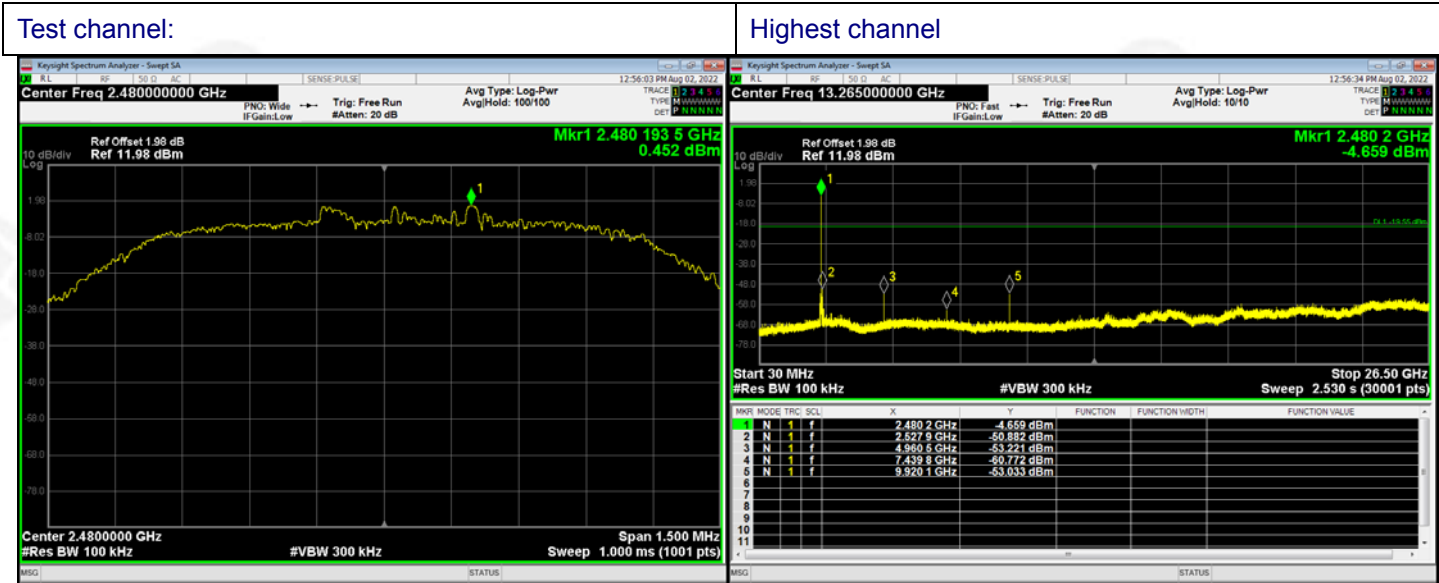 Test channel:
Highest channel
Keysight Spectrum Analyzer - Swept SA
RL RF 50 Ω AC SENSE:PULSE 12:56:03 PM Aug 02, 2022
Center Freq 2.480000000 GHz Avg Type: Log-Pwr TRACE 1 2 3 4 5 6
PNO: Wide Trig: Free Run Avg|Hold: 100/100 TYPE M WWWWW
IFGain:Low #Atten: 20 dB DET P N N N N N
Mkr1 2.480 193 5 GHz
Ref Offset 1.98 dB
10 dB/div Ref 11.98 dBm 0.452 dBm
Log
1
1.98
-8.02
-18.0
-28.0
-38.0
-48.0
-58.0
-68.0
-78.0
Center 2.4800000 GHz Span 1.500 MHz
#Res BW 100 kHz #VBW 300 kHz Sweep 1.000 ms (1001 pts)
MSG STATUS
Keysight Spectrum Analyzer - Swept SA
RL RF 50 Ω AC SENSE:PULSE 12:56:34 PM Aug 02, 2022
Center Freq 13.265000000 GHz Avg Type: Log-Pwr TRACE 1 2 3 4 5 6
PNO: Fast Trig: Free Run Avg|Hold: 10/10 TYPE M WWWWW
IFGain:Low #Atten: 20 dB DET P N N N N N
Mkr1 2.480 2 GHz
Ref Offset 1.98 dB
10 dB/div Ref 11.98 dBm -4.659 dBm
Log
1
1.98
-8.02
-18.0
DL1 -19.55 dBm
-28.0
-38.0
2 3 5
-48.0
4
-58.0
-68.0
-78.0
Start 30 MHz Stop 26.50 GHz
#Res BW 100 kHz #VBW 300 kHz Sweep 2.530 s (30001 pts)
MKR MODE TRC SCL X Y FUNCTION FUNCTION WIDTH FUNCTION VALUE
1 N 1 f 2.480 2 GHz -4.659 dBm
2 N 1 f 2.527 9 GHz -50.882 dBm
3 N 1 f 4.960 5 GHz -53.221 dBm
4 N 1 f 7.439 8 GHz -60.772 dBm
5 N 1 f 9.920 1 GHz -53.033 dBm
6
7
8
9
10
11
MSG STATUS